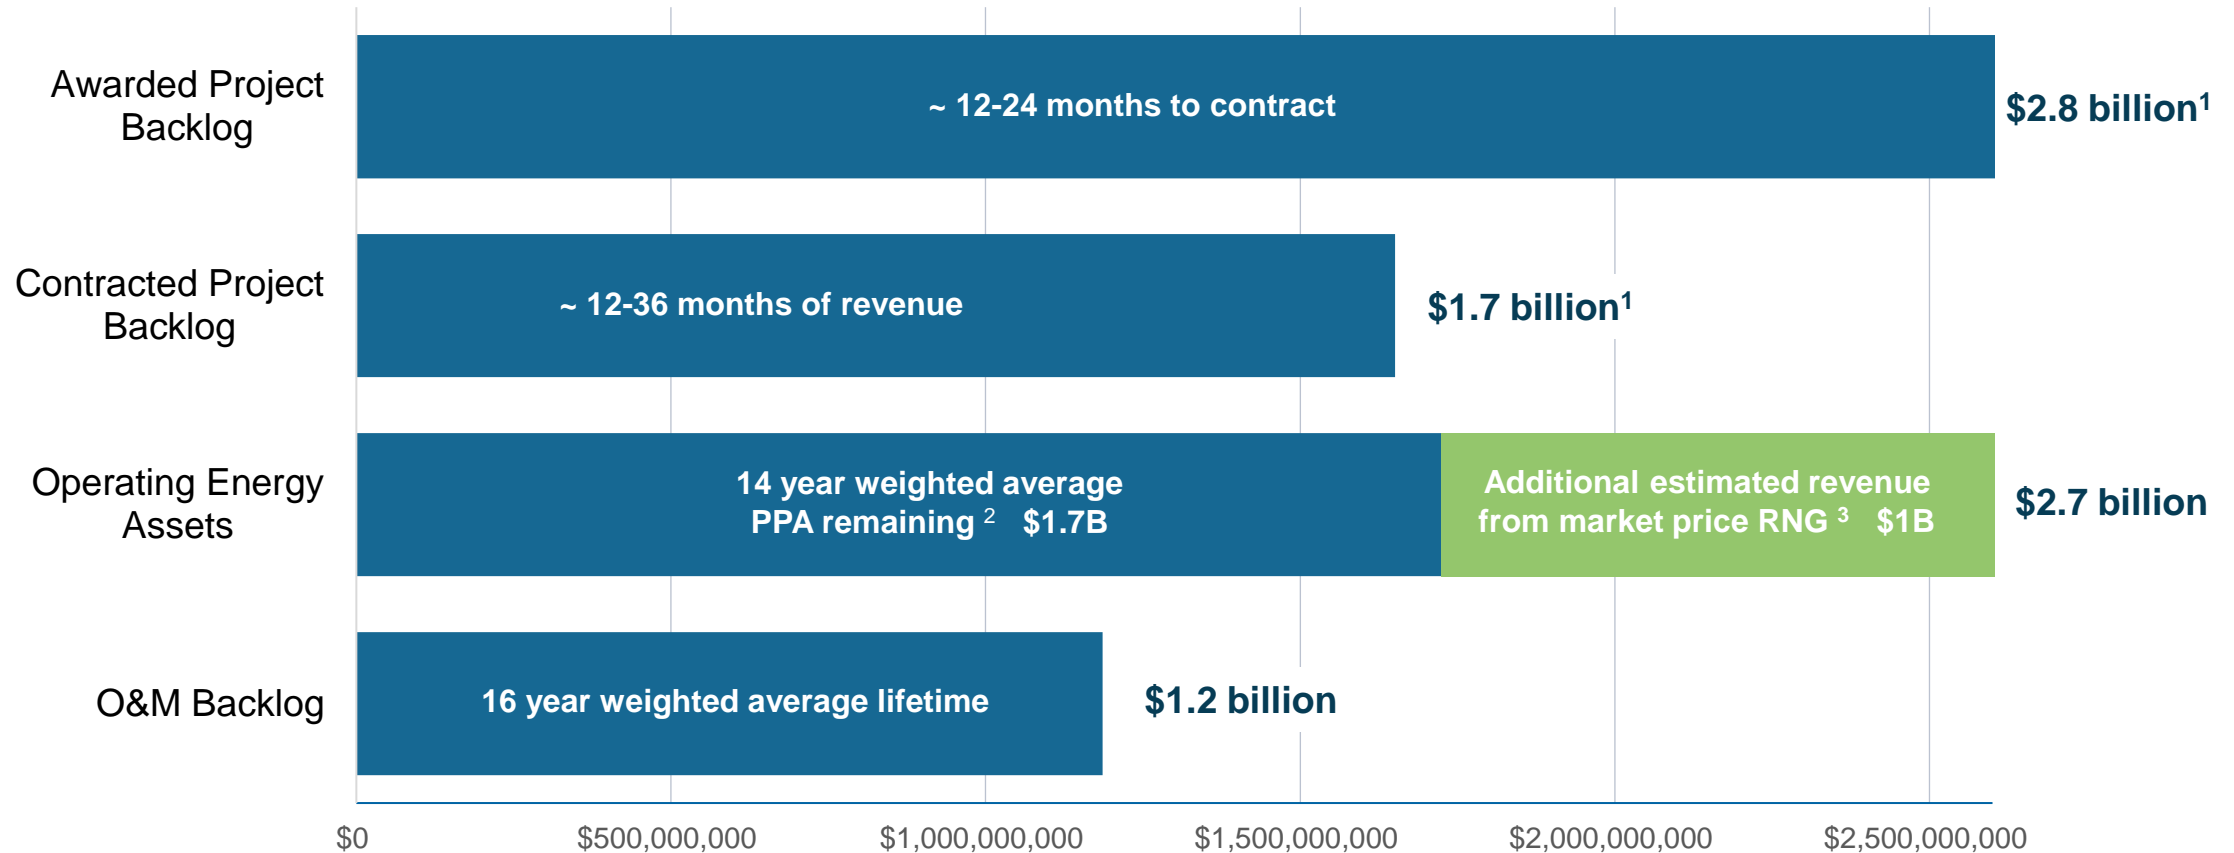 Awarded Project
Backlog
~ 12-24 months to contract
$2.8 billion¹
Contracted Project
Backlog
~ 12-36 months of revenue
$1.7 billion¹
Operating Energy
Assets
14 year weighted average
PPA remaining ² $1.7B
Additional estimated revenue
from market price RNG ³ $1B
$2.7 billion
O&M Backlog
16 year weighted average lifetime
$1.2 billion
$0 $500,000,000 $1,000,000,000 $1,500,000,000 $2,000,000,000 $2,500,000,000